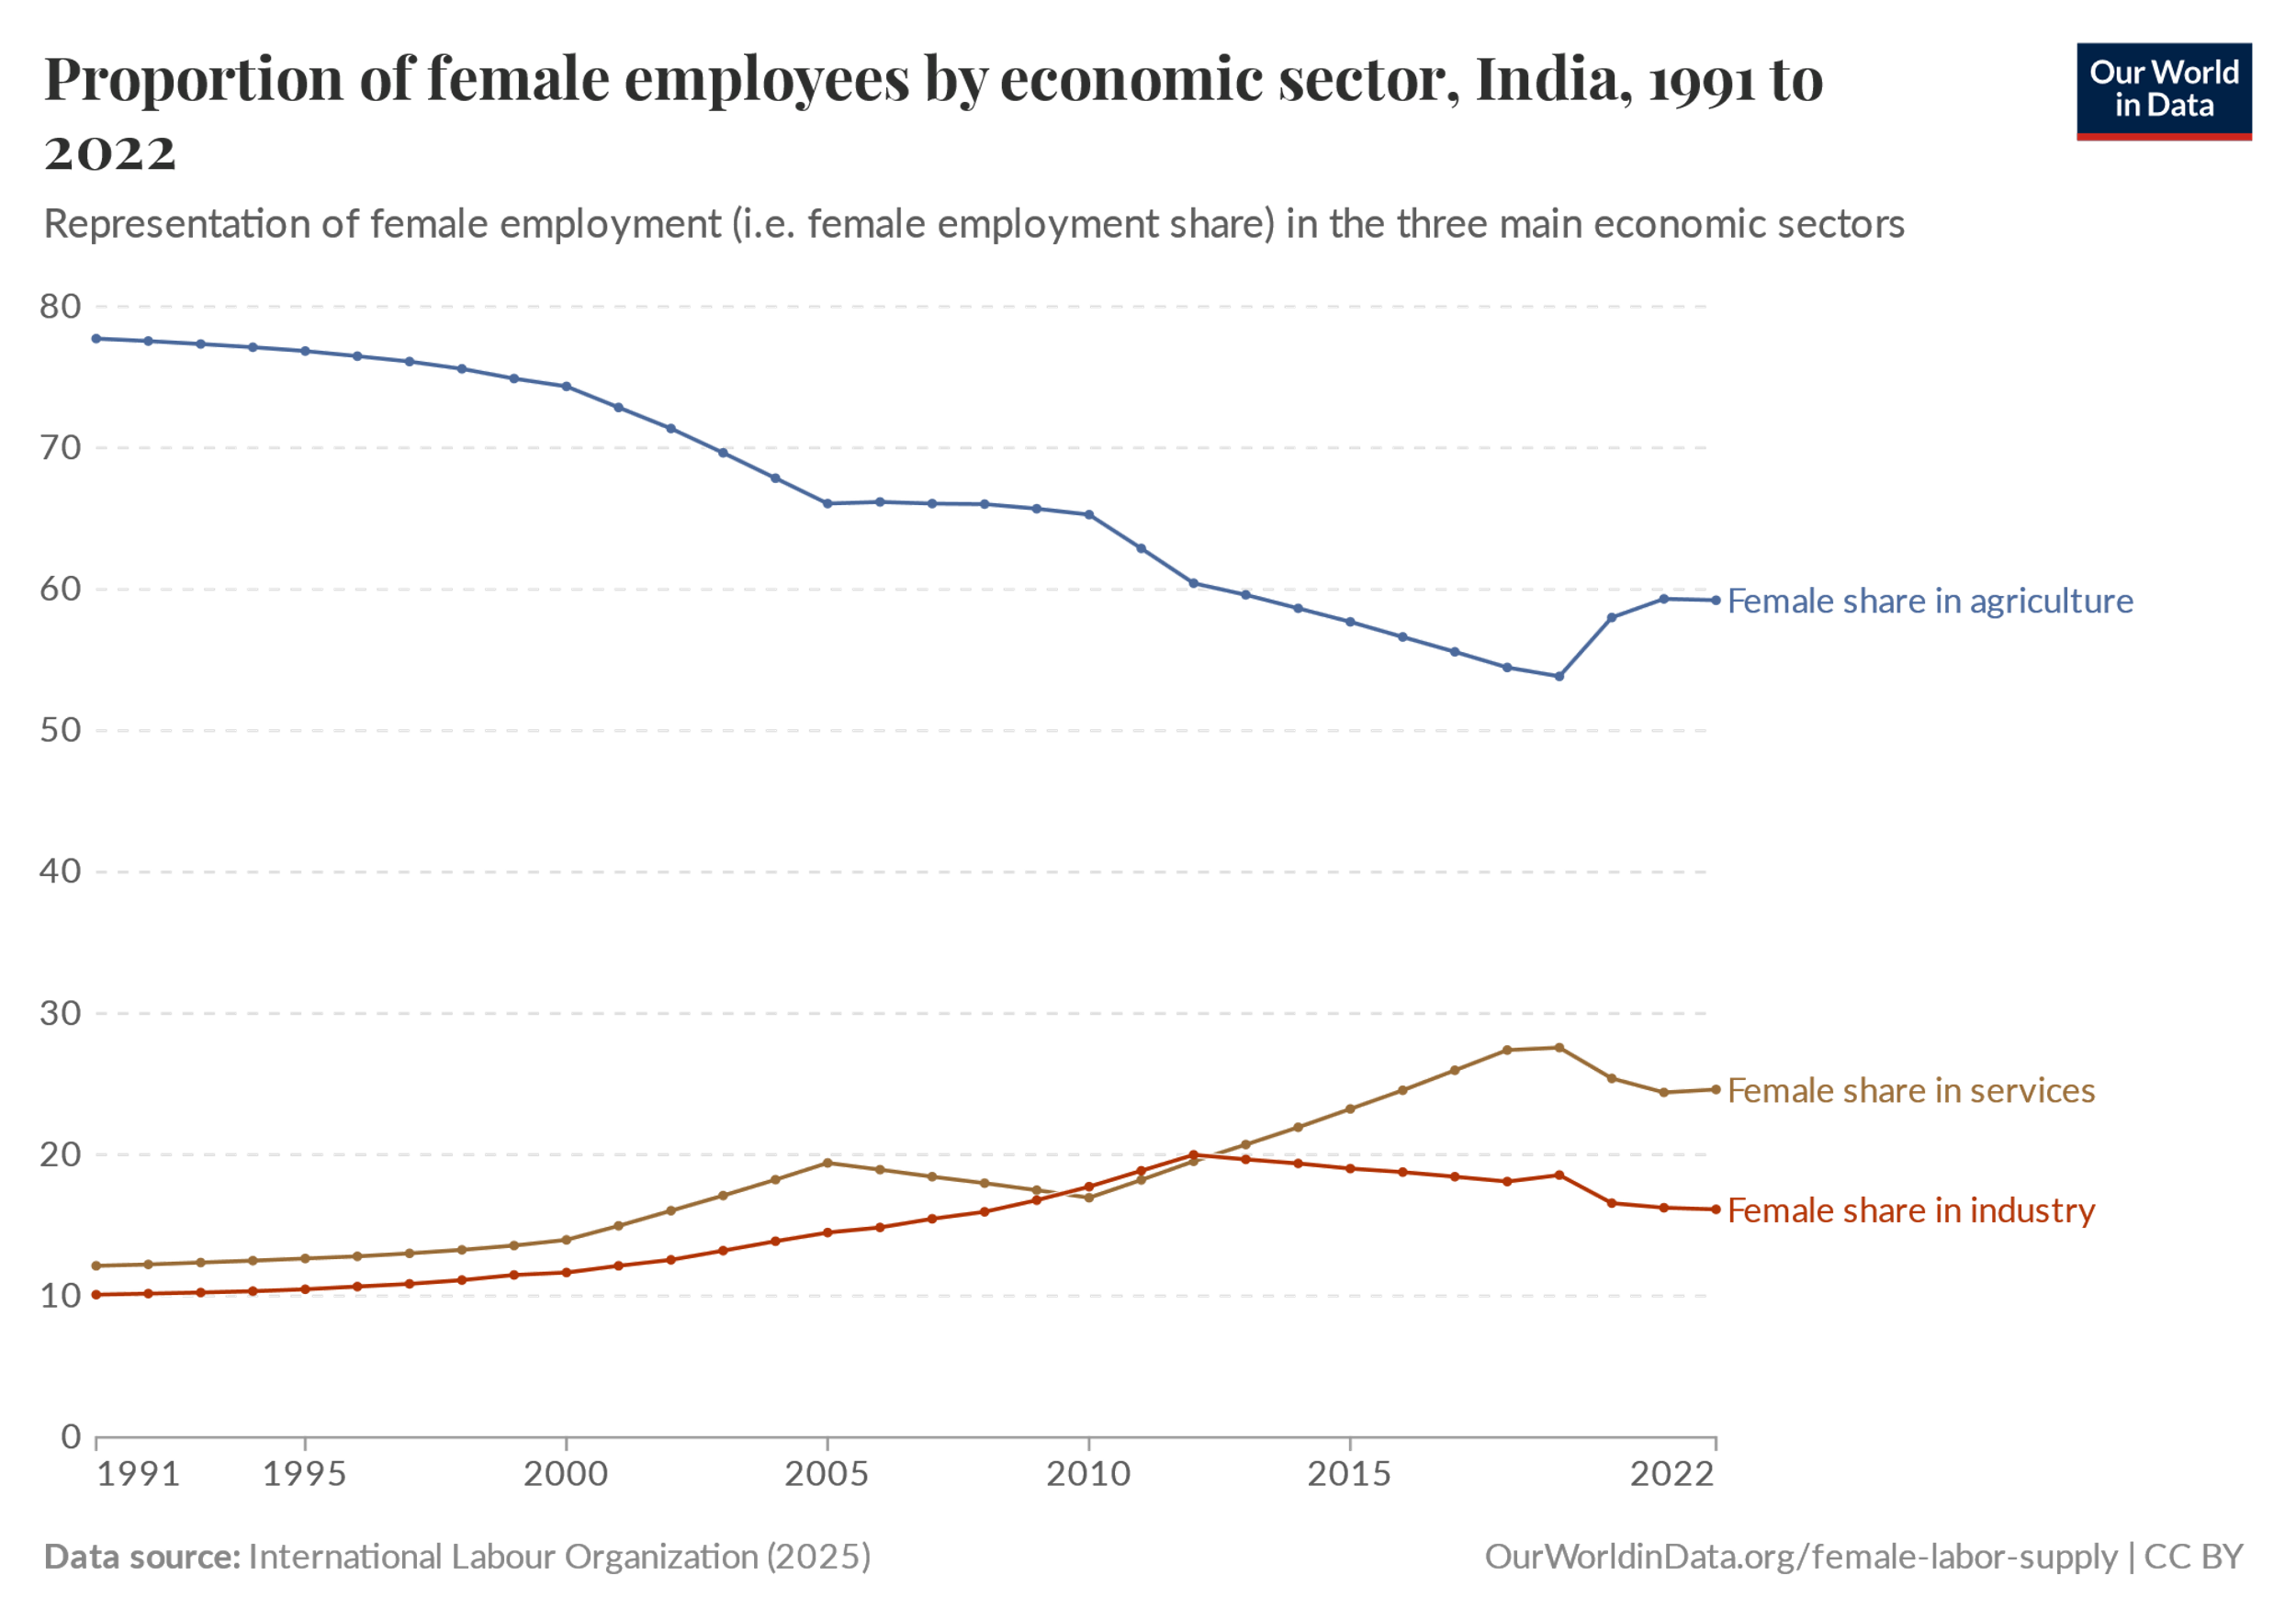 Proportion of female employees by economic sector, India, 1991 to
2022
Our World
in Data
Representation of female employment (i.e. female employment share) in the three main economic sectors
80
70
60
50
40
30
20
10
0
Female share in agriculture
Female share in services
Female share in industry
1991 1995 2000 2005 2010 2015 2022
Data source: International Labour Organization (2025)
OurWorldinData.org/female-labor-supply | CC BY